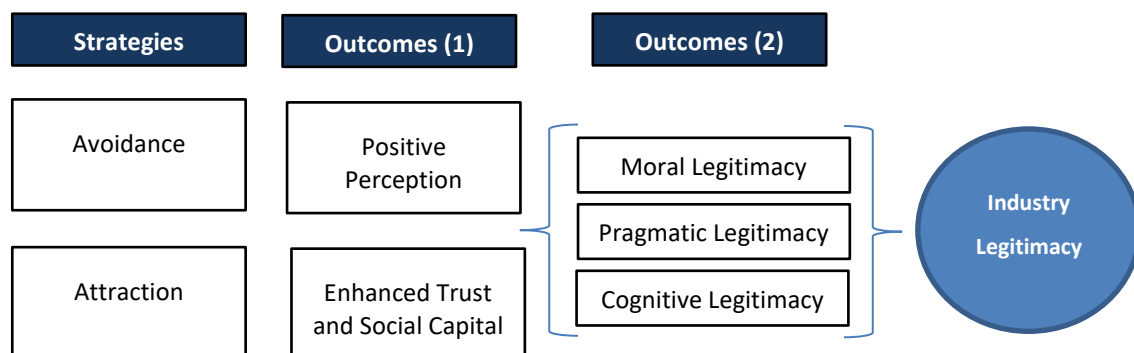 Strategies
Outcomes (1)
Outcomes (2)
Avoidance
Positive
Perception
Moral Legitimacy
Pragmatic Legitimacy
Cognitive Legitimacy
Industry
Legitimacy
Attraction
Enhanced Trust
and Social Capital